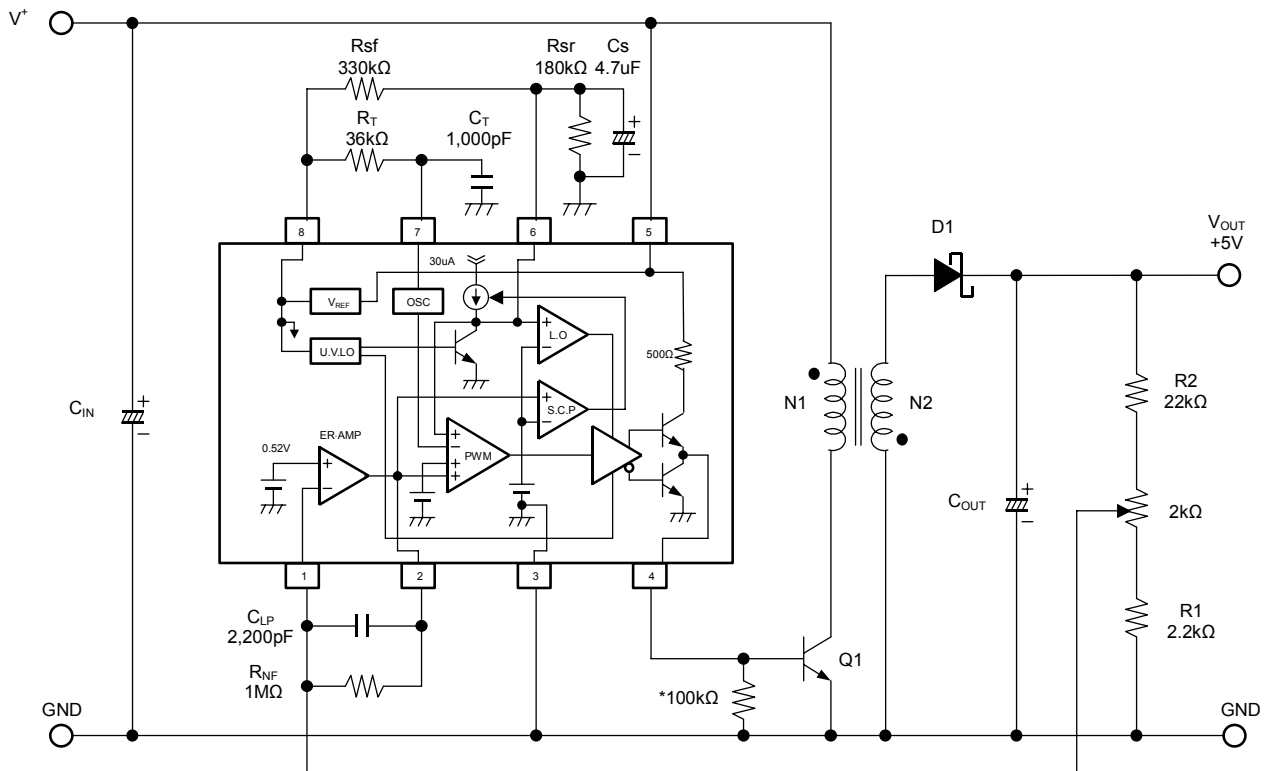 V+
Rsf
330kΩ
Rsr
180kΩ
Cs
4.7uF
RT
36kΩ
CT
1,000pF
8
7
6
5
30uA
VREF
OSC
U.V.LO
L.O
S.C.P
500Ω
ER·AMP
0.52V
PWM
CIN
1
2
3
4
CLP
2,200pF
RNF
1MΩ
*100kΩ
Q1
N1
N2
D1
VOUT
+5V
R2
22kΩ
COUT
2kΩ
R1
2.2kΩ
GND
GND